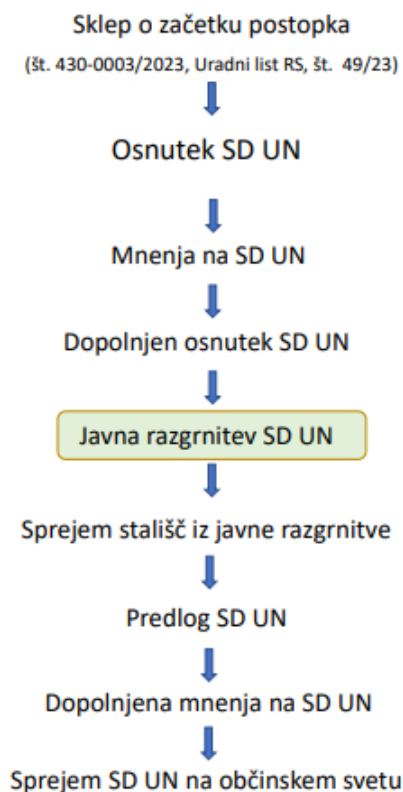 Sklep o začetku postopka
(št. 430-0003/2023, Uradni list RS, št. 49/23)
Osnutek SD UN
Mnenja na SD UN
Dopolnjen osnutek SD UN
Javna razgrnitev SD UN
Sprejem stališč iz javne razgrnitve
Predlog SD UN
Dopolnjena mnenja na SD UN
Sprejem SD UN na občinskem svetu